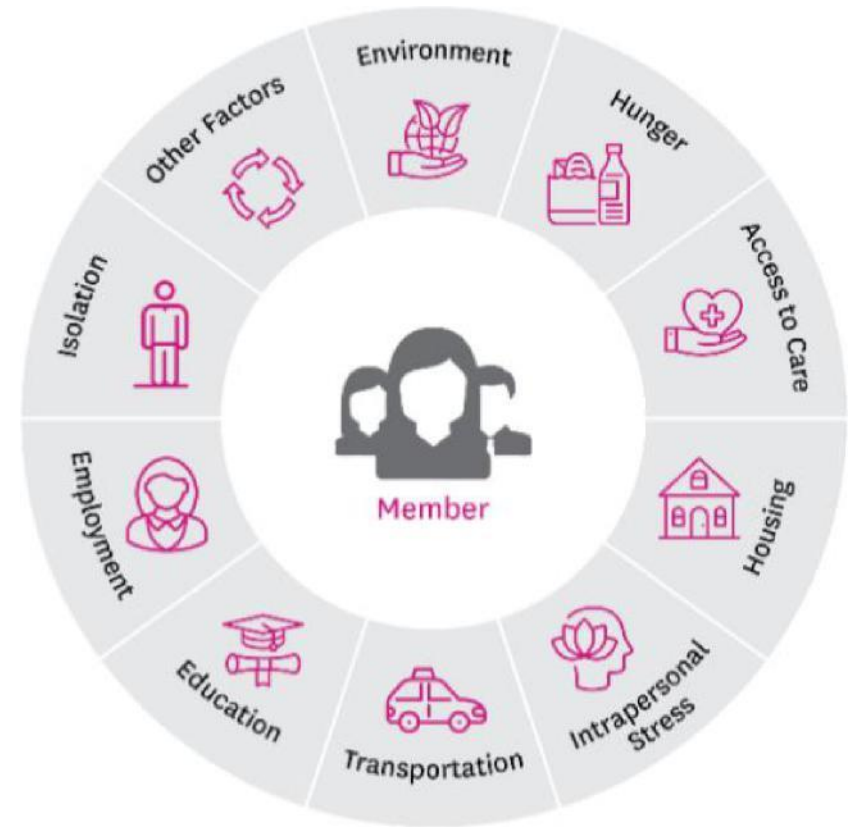 Environment
Hunger
Access to Care
Housing
Intrapersonal
Stress
Transportation
Education
Employment
Isolation
Other Factors
Member